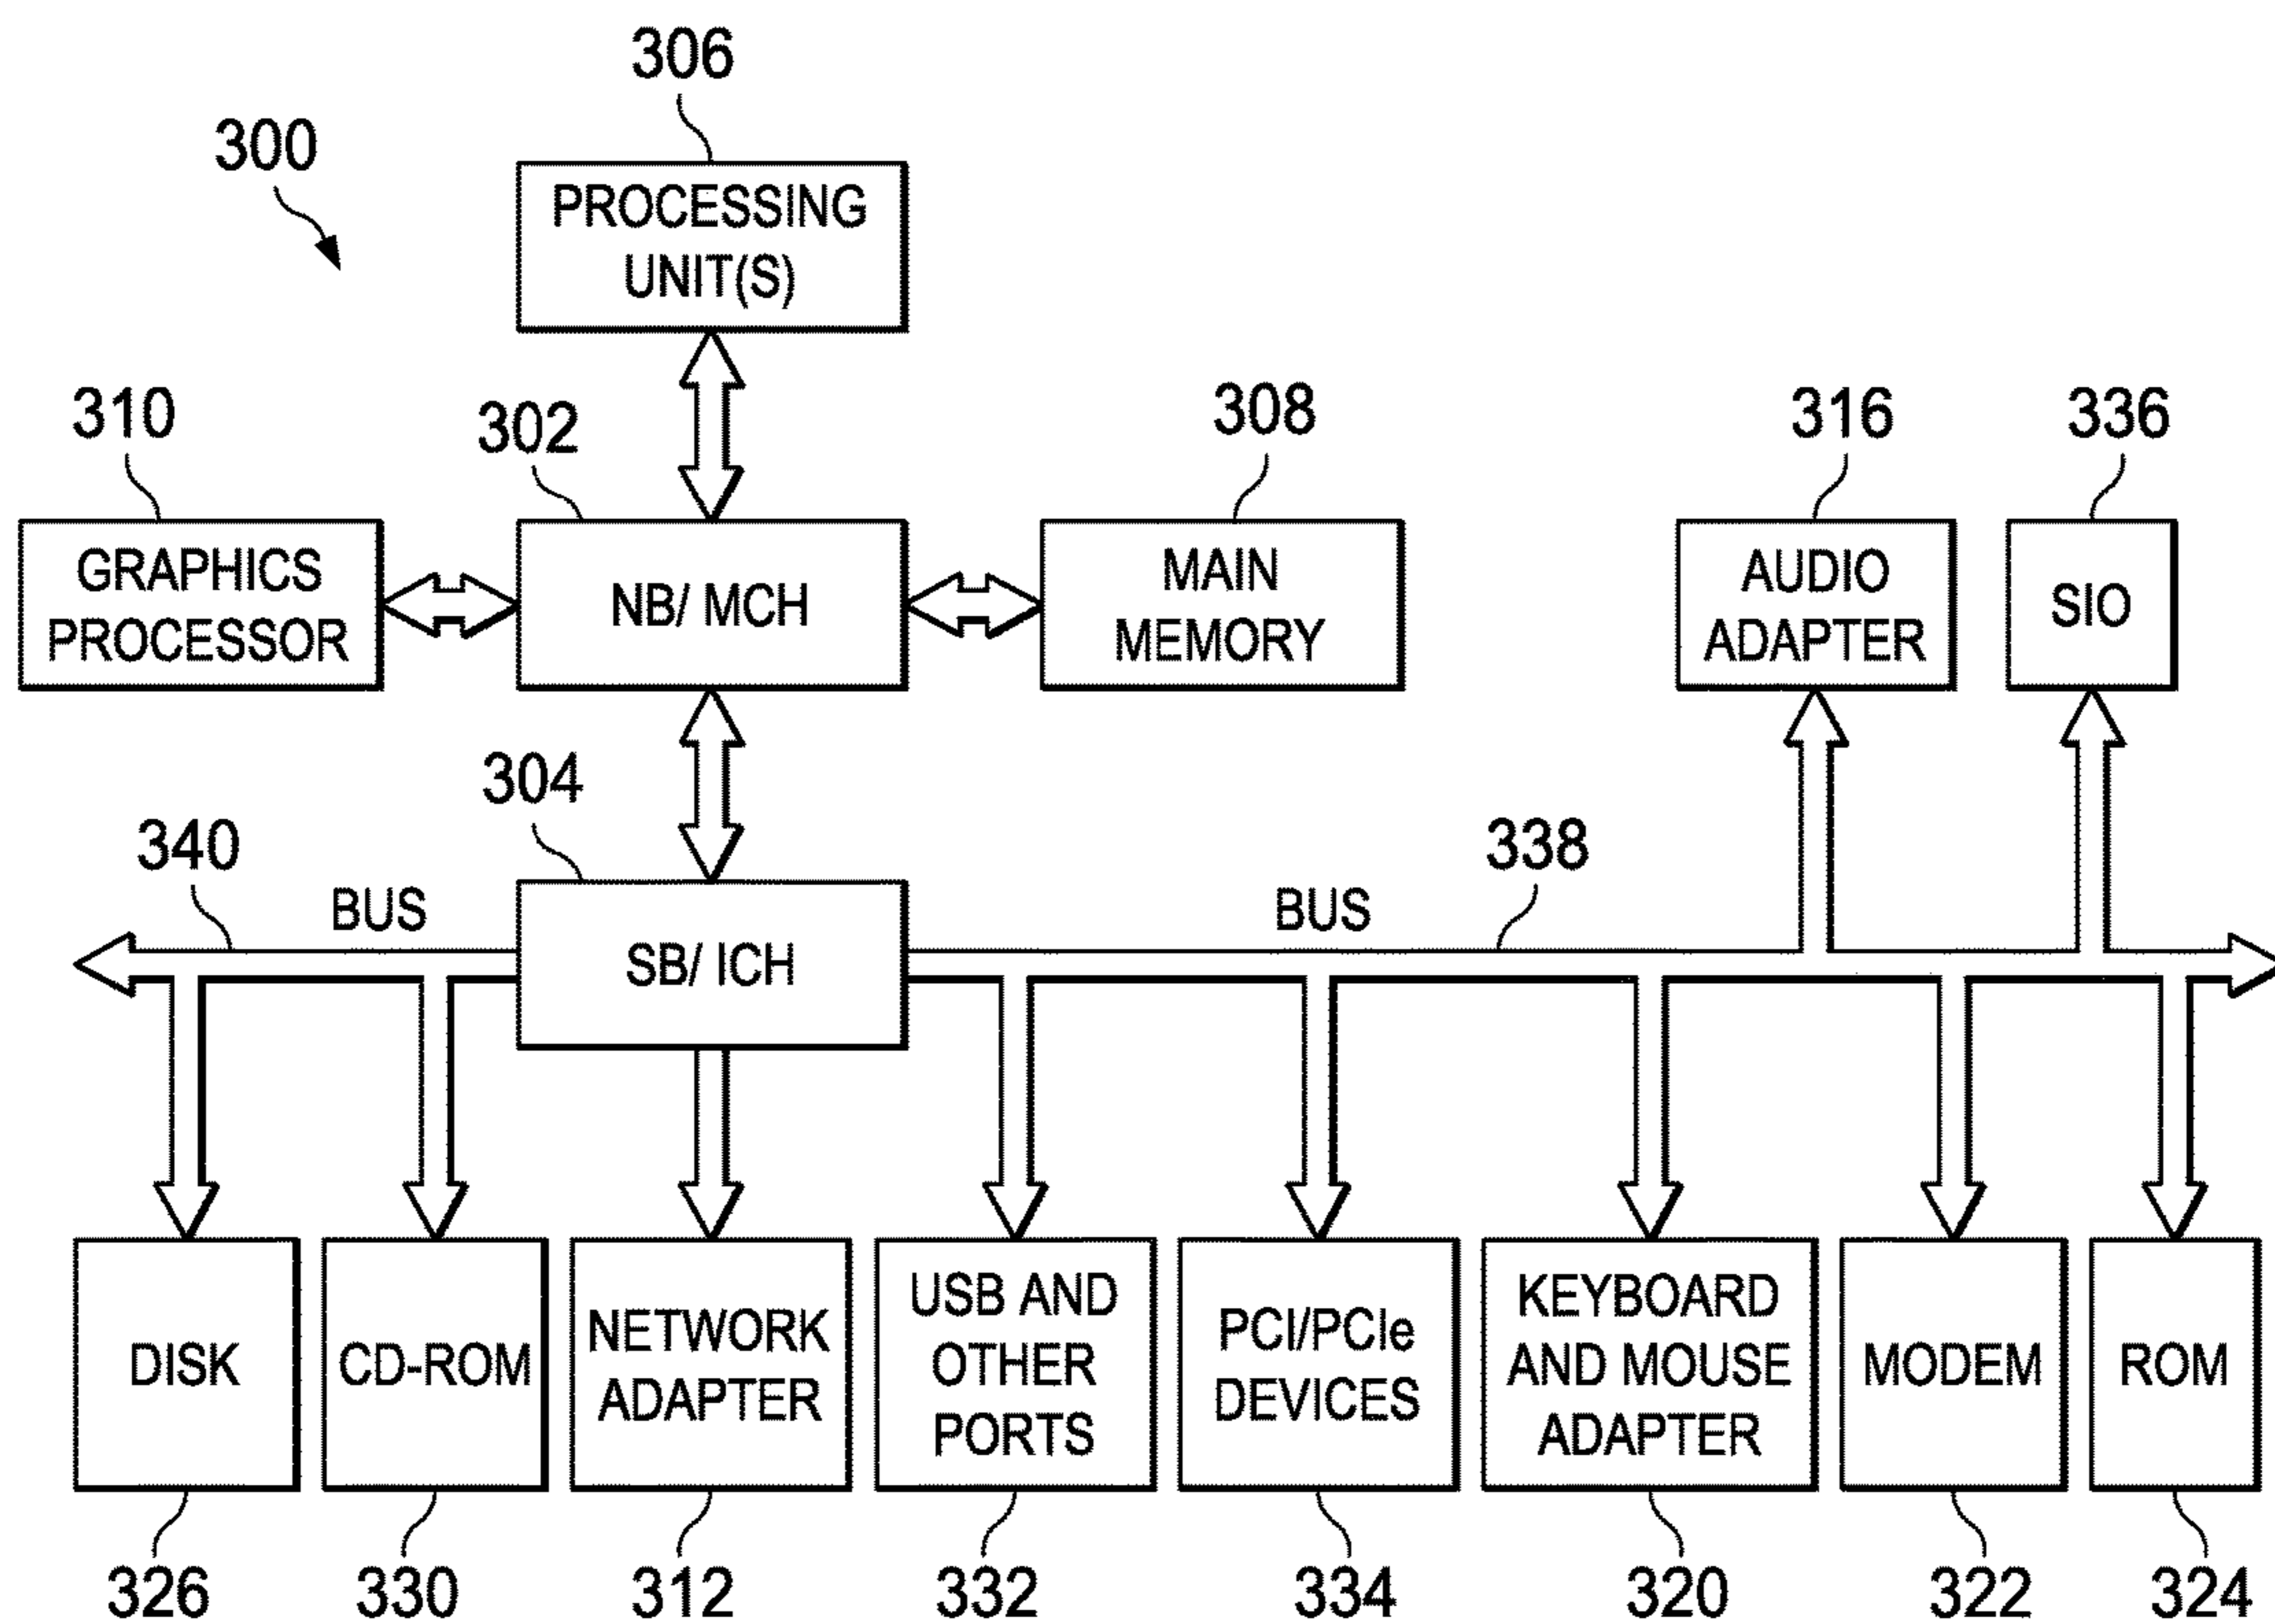 306
300
PROCESSING
UNIT(S)
310
302
308
316
336
GRAPHICS
PROCESSOR
NB/ MCH
MAIN
MEMORY
AUDIO
ADAPTER
SIO
304
340
BUS
SB/ ICH
BUS
338
DISK
CD-ROM
NETWORK
ADAPTER
USB AND
OTHER
PORTS
PCI/PCIe
DEVICES
KEYBOARD
AND MOUSE
ADAPTER
MODEM
ROM
326
330
312
332
334
320
322
324